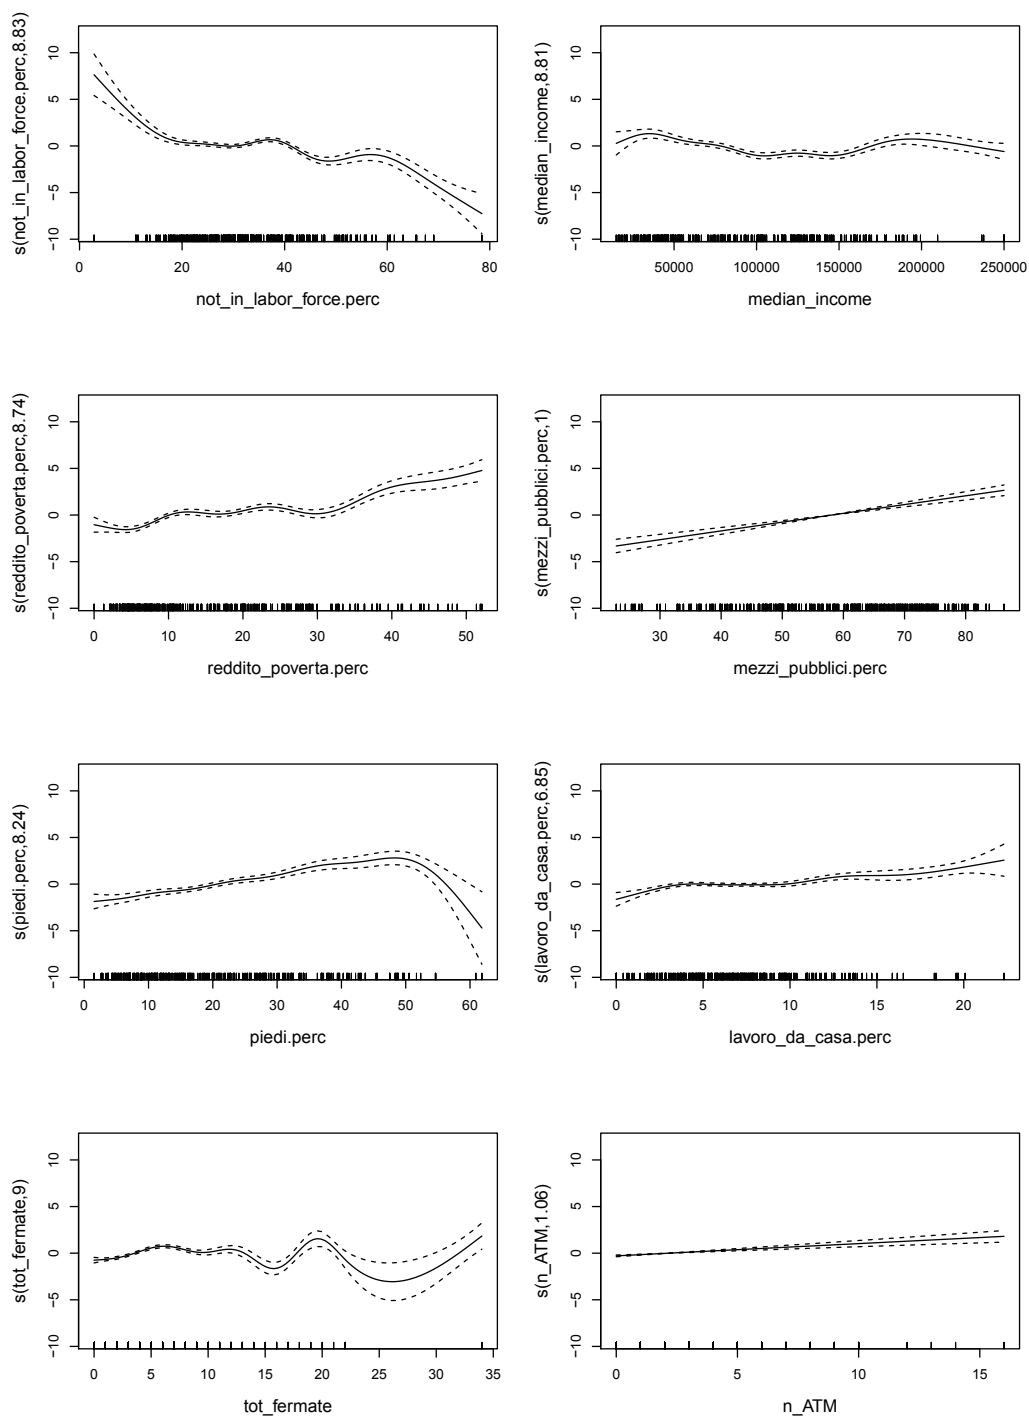 s(not_in_labor_force.perc,8.83)
10
5
0
−5
−10
0 20 40 60 80
not_in_labor_force.perc
s(median_income,8.81)
10
5
0
−5
−10
50000 100000 150000 200000 250000
median_income
s(reddito_poverta.perc,8.74)
10
5
0
−5
−10
0 10 20 30 40 50
reddito_poverta.perc
s(mezzi_pubblici.perc,1)
10
5
0
−5
−10
30 40 50 60 70 80
mezzi_pubblici.perc
s(piedi.perc,8.24)
10
5
0
−5
−10
0 10 20 30 40 50 60
piedi.perc
s(lavoro_da_casa.perc,6.85)
10
5
0
−5
−10
0 5 10 15 20
lavoro_da_casa.perc
s(tot_fermate,9)
10
5
0
−5
−10
0 5 10 15 20 25 30 35
tot_fermate
s(n_ATM,1.06)
10
5
0
−5
−10
0 5 10 15
n_ATM